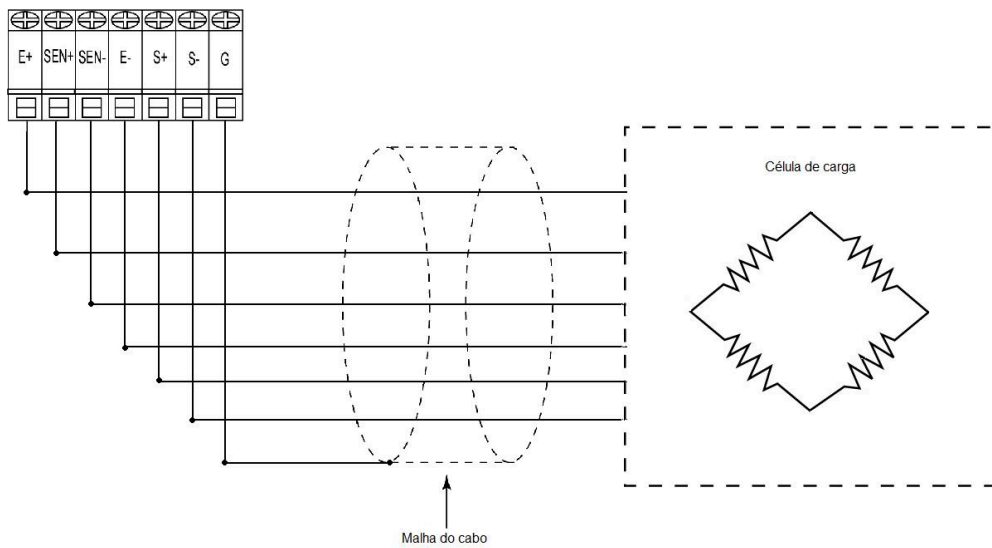 E+ SEN+ SEN- E- S+ S- G
Célula de carga
Malha do cabo